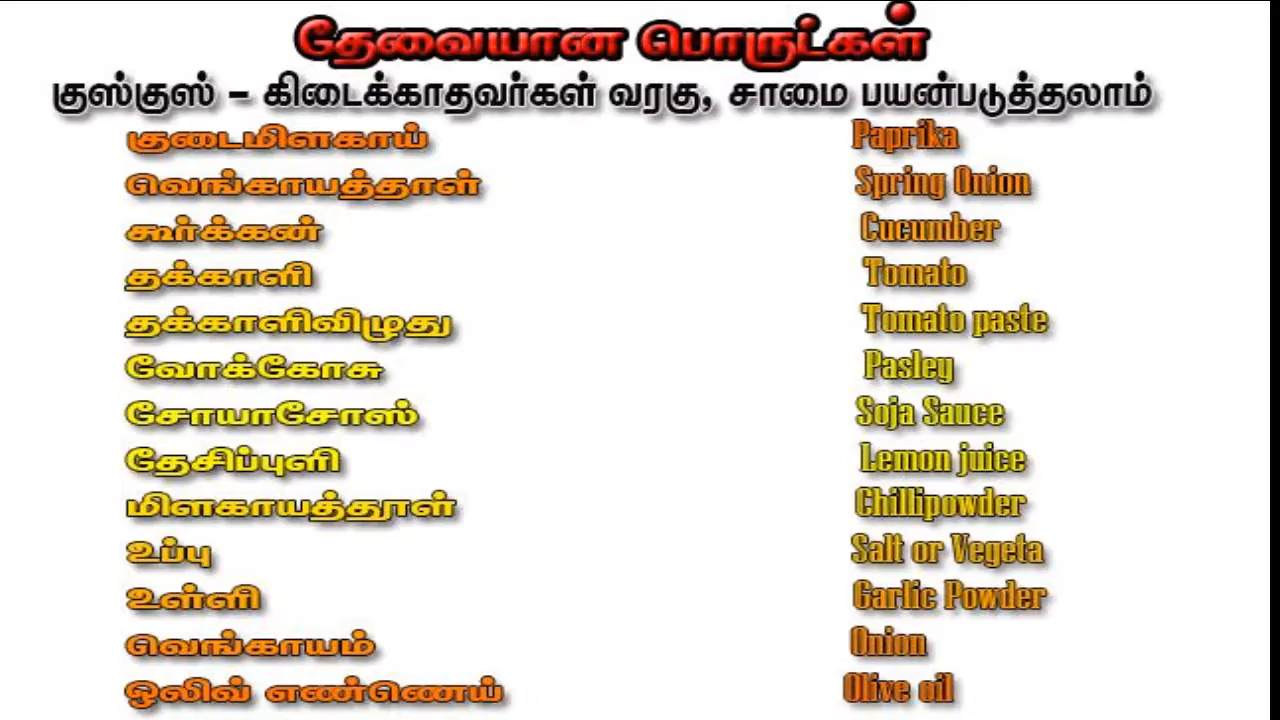 தேவையான பொருட்கள்
குஸ்குஸ் – கிடைக்காதவர்கள் வரகு, சாமை பயன்படுத்தலாம்
குடைமிளகாய் Paprika
வெங்காயத்தாள் Spring Onion
கூர்க்கன் Cucumber
தக்காளி Tomato
தக்காளிவிழுது Tomato paste
வோக்கோசு Pasley
சோயாசோஸ் Soja Sauce
தேசிப்புளி Lemon juice
மிளகாயத்தூள் Chillipowder
உப்பு Salt or Vegeta
உள்ளி Garlic Powder
வெங்காயம் Onion
ஒலிவ் எண்ணெய் Olive oil